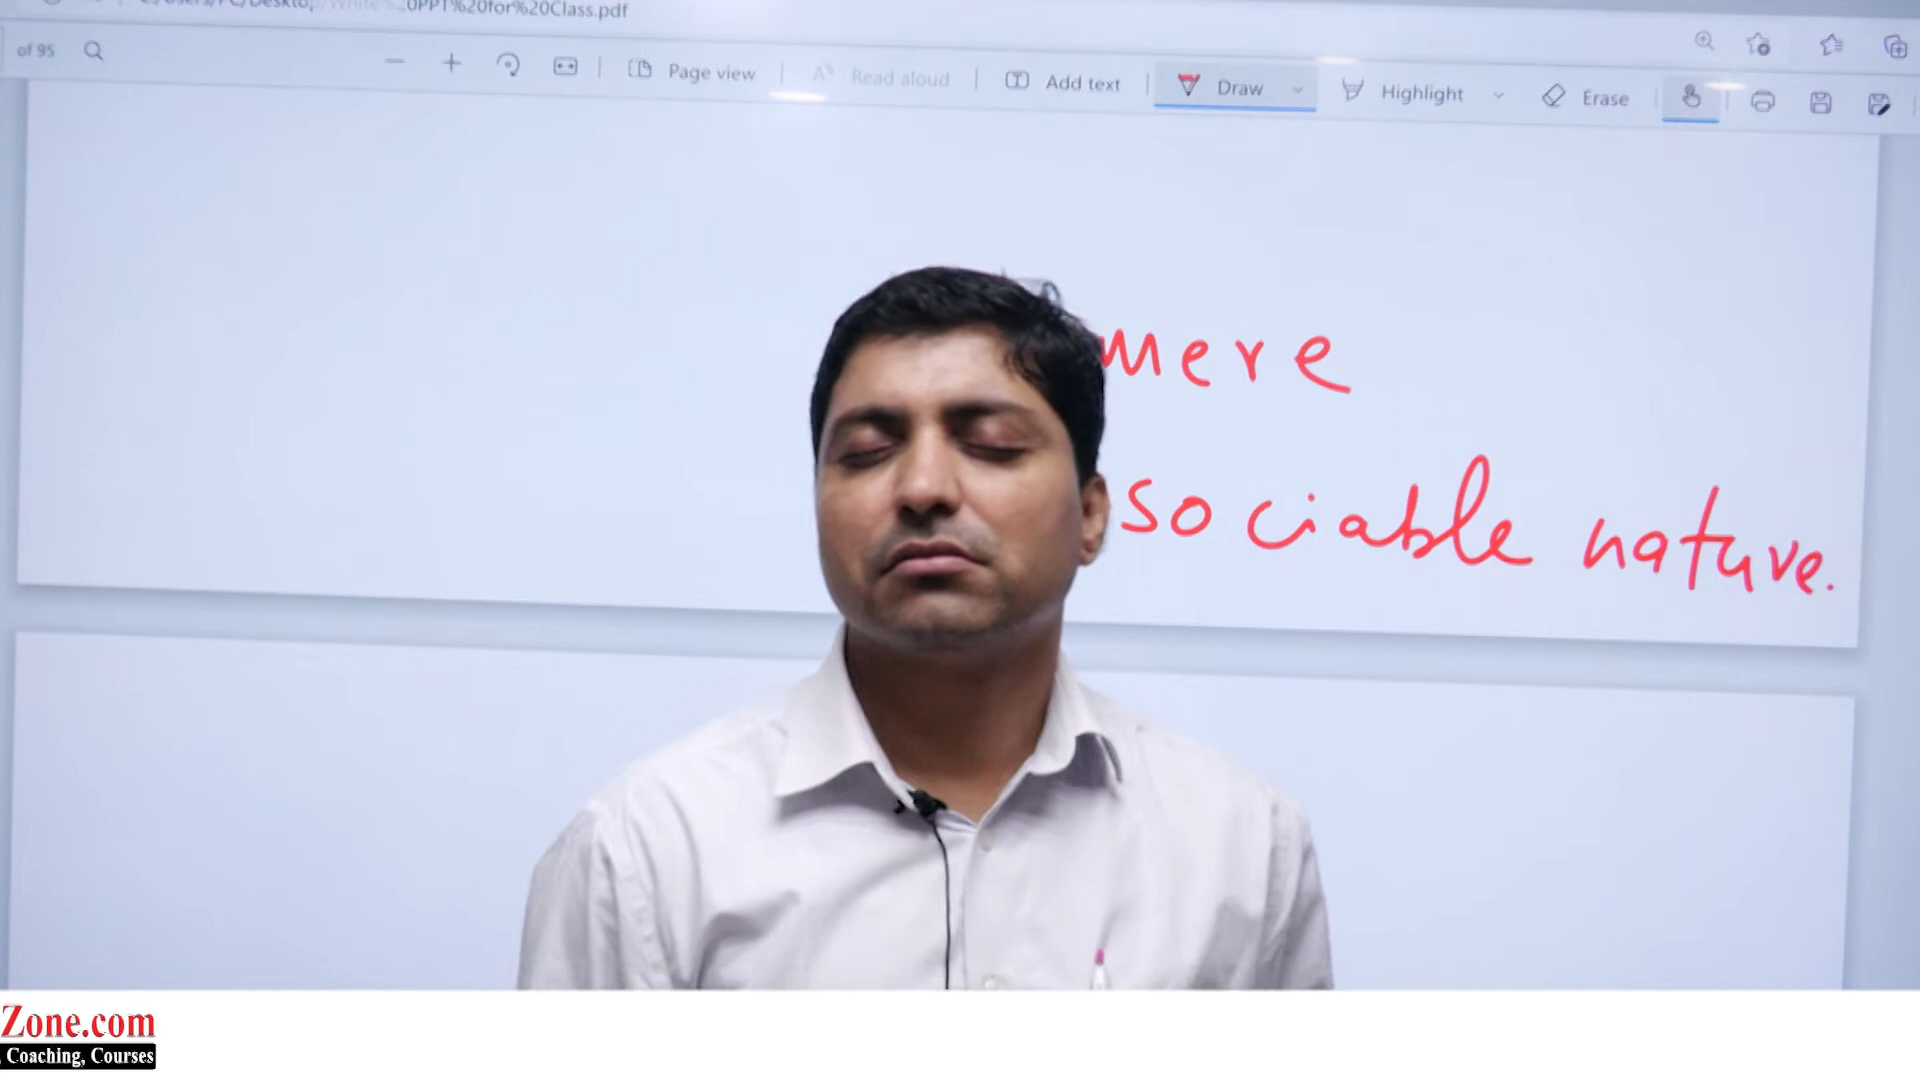 PPT%20for%20Class.pdf
of 95
Page view
Read aloud
Add text
Draw
Highlight
Erase
mere
sociable nature.
Zone.com
, Coaching, Courses